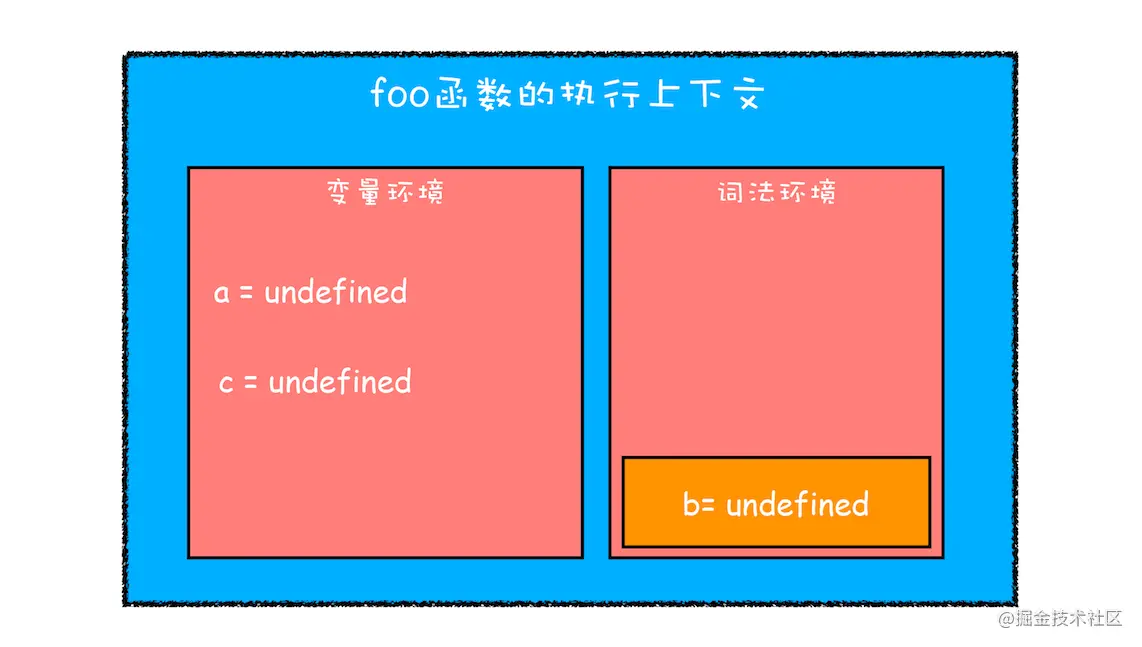 foo函数的执行上下文
变量环境
词法环境
a = undefined
c = undefined
b= undefined
@掘金技术社区